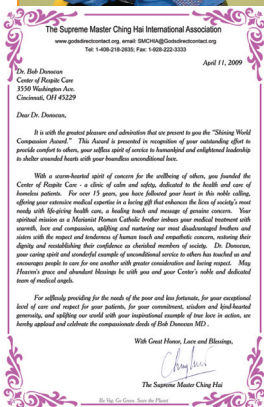 The Supreme Master Ching Hai International Association
www.godsdirectcontact.org, email: SMCHIA@Godsdirectcontact.org
Tel: 1-408-218-2635; Fax: 1-928-222-3333
April 11, 2009
Dr. Bob Donovan
Center of Respite Care
3550 Washington Ave.
Cincinnati, OH 45229
Dear Dr. Donovan,
It is with the greatest pleasure and admiration that we present to you the "Shining World
Compassion Award." This Award is presented in recognition of your outstanding effort to
provide comfort to others, your selfless spirit of service to humankind and enlightened leadership
to shelter wounded hearts with your boundless unconditional love.
With a warm-hearted spirit of concern for the wellbeing of others, you founded the
Center of Respite Care - a clinic of calm and safety, dedicated to the health and care of
homeless patients. For over 15 years, you have followed your heart in this noble calling,
offering your extensive medical expertise in a loving gift that enhances the lives of society's most
needy with life-giving health care, a healing touch and message of genuine concern. Your
spiritual mission as a Marianist Roman Catholic brother imbues your medical treatment with
warmth, love and compassion, uplifting and nurturing our most disadvantaged brothers and
sisters with the respect and tenderness of human touch and empathetic concern, restoring their
dignity and reestablishing their confidence as cherished members of society. Dr. Donovan,
your caring spirit and wonderful example of unconditional service to others has touched us and
encourages people to care for one another with greater consideration and loving respect. May
Heaven's grace and abundant blessings be with you and your Center's noble and dedicated
team of medical angels.
For selflessly providing for the needs of the poor and less fortunate, for your exceptional
level of care and respect for your patients, for your commitment, wisdom and kind-hearted
generosity, and uplifting our world with your inspirational example of true love in action, we
hereby applaud and celebrate the compassionate deeds of Bob Donovan MD .
With Great Honor, Love and Blessings,
The Supreme Master Ching Hai
Be Veg, Go Green, Save the Planet